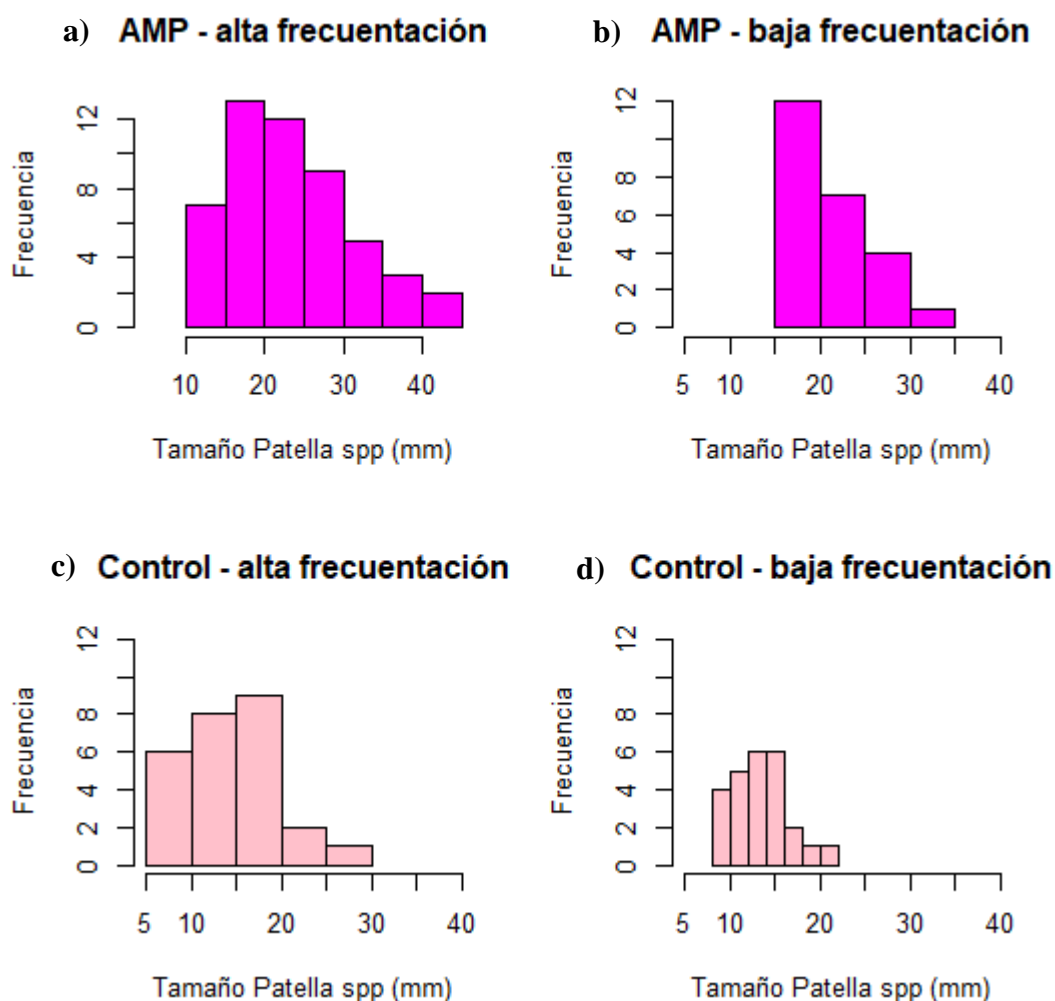 a) AMP - alta frecuentación
b) AMP - baja frecuentación
Frecuencia
0 4 8 12
10 20 30 40
Tamaño Patella spp (mm)
Frecuencia
0 2 4 6 8 12
5 10 20 30 40
Tamaño Patella spp (mm)
c) Control - alta frecuentación
d) Control - baja frecuentación
Frecuencia
0 2 4 6 8 12
5 10 20 30 40
Tamaño Patella spp (mm)
Frecuencia
0 2 4 6 8 12
5 10 20 30 40
Tamaño Patella spp (mm)